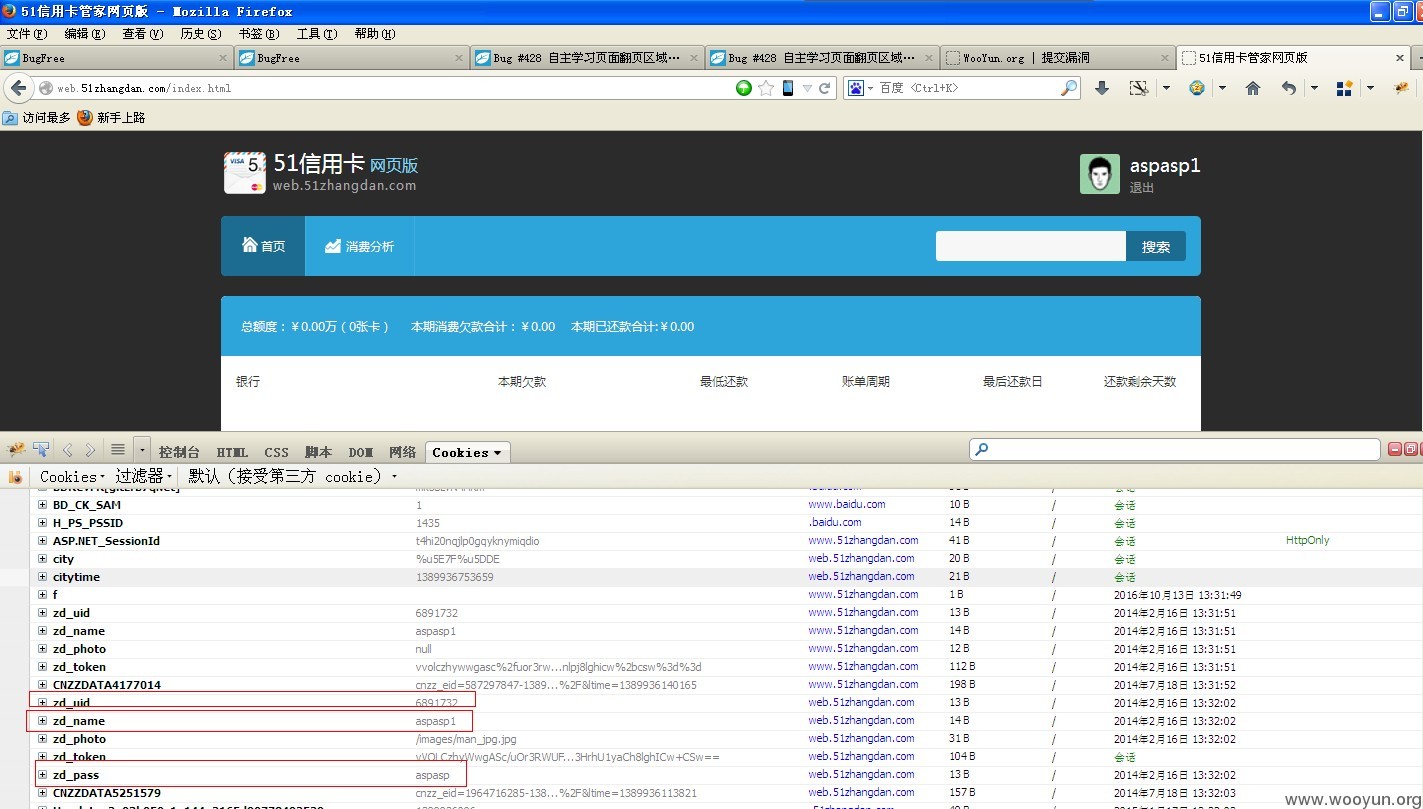 51信用卡管家网页版 - Mozilla Firefox
文件(F) 编辑(E) 查看(V) 历史(S) 书签(B) 工具(T) 帮助(H)
BugFree × BugFree × Bug #428 自主学习页面翻页区域… × Bug #428 自主学习页面翻页区域… × WooYun.org | 提交漏洞 × 51信用卡管家网页版 ×
web.51zhangdan.com/index.html 百度 <Ctrl+K>
访问最多 新手上路
VISA 5 51信用卡 网页版 aspasp1
web.51zhangdan.com 退出
首页 消费分析 搜索
总额度：￥0.00万（0张卡） 本期消费欠款合计：￥0.00 本期已还款合计:￥0.00
银行 本期欠款 最低还款 账单周期 最后还款日 还款剩余天数
控制台 HTML CSS 脚本 DOM 网络 Cookies
Cookies 过滤器 默认（接受第三方 cookie）
BD_CK_SAM 1 www.baidu.com 10 B / 会话
H_PS_PSSID 1435 .baidu.com 14 B / 会话
ASP.NET_SessionId t4hi20nqjlp0gqyknymiqdio www.51zhangdan.com 41 B / 会话 HttpOnly
city %u5E7F%u5DDE web.51zhangdan.com 20 B / 会话
citytime 1389936753659 web.51zhangdan.com 21 B / 会话
f www.51zhangdan.com 1 B / 2016年10月13日 13:31:49
zd_uid 6891732 www.51zhangdan.com 13 B / 2014年2月16日 13:31:51
zd_name aspasp1 www.51zhangdan.com 14 B / 2014年2月16日 13:31:51
zd_photo null www.51zhangdan.com 12 B / 2014年2月16日 13:31:51
zd_token vvolczhywwgasc%2fuor3rw…nlpj8lghicw%2bcsw%3d%3d www.51zhangdan.com 112 B / 2014年2月16日 13:31:51
CNZZDATA4177014 cnzz_eid=587297847-1389…%2F&ltime=1389936140165 www.51zhangdan.com 198 B / 2014年7月18日 13:31:52
zd_uid 6891732 web.51zhangdan.com 13 B / 2014年2月16日 13:32:02
zd_name aspasp1 web.51zhangdan.com 14 B / 2014年2月16日 13:32:02
zd_photo /images/man_jpg.jpg web.51zhangdan.com 31 B / 2014年2月16日 13:32:02
zd_token vVOLCzhyWwgASc/uOr3RWUF…3HrhU1yaCh8lghICw+CSw== web.51zhangdan.com 104 B / 会话
zd_pass aspasp web.51zhangdan.com 13 B / 2014年2月16日 13:32:02
CNZZDATA5251579 cnzz_eid=1964716285-138…%2F&ltime=1389936113821 web.51zhangdan.com 157 B / 2014年7月18日 13:32:03
www.wooyun.org